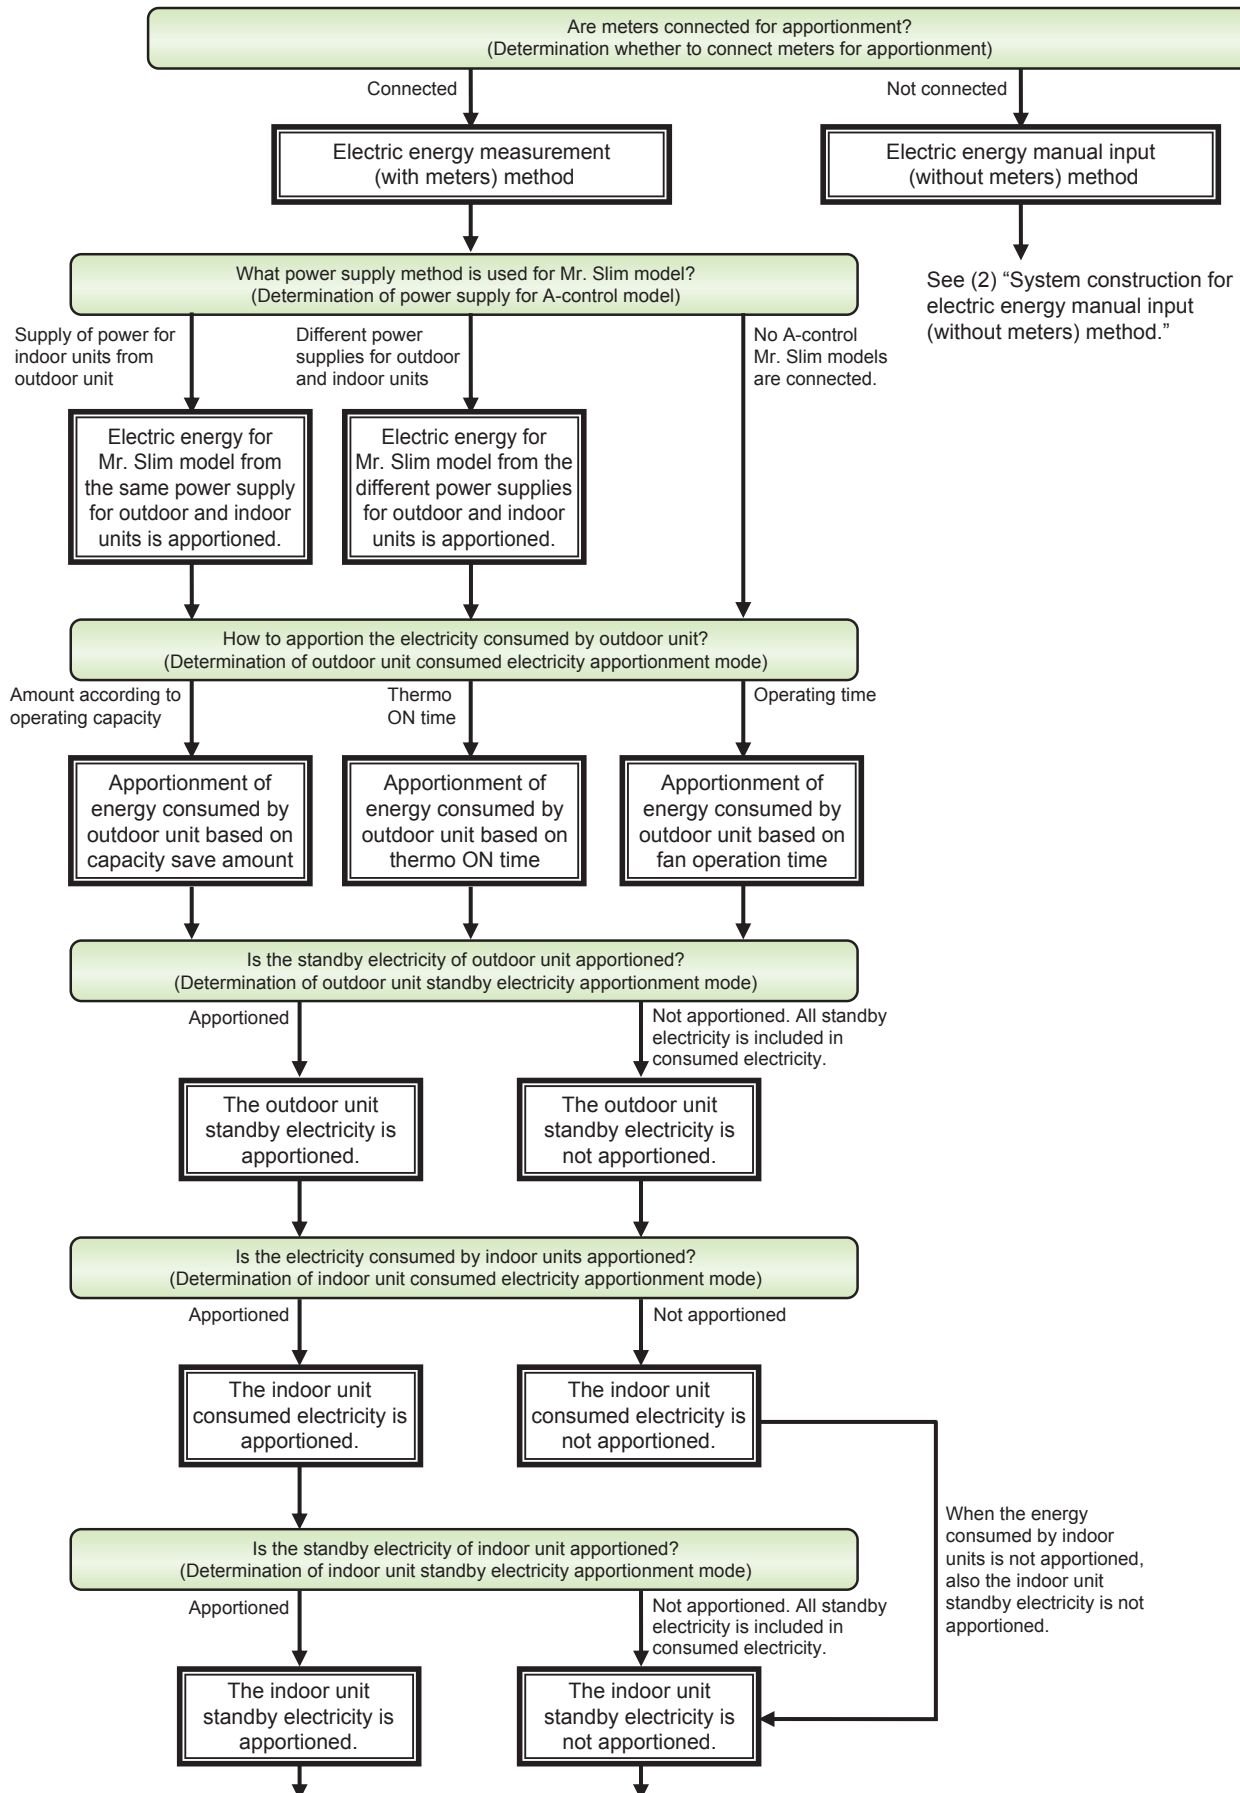 Are meters connected for apportionment?
(Determination whether to connect meters for apportionment)
Connected
Not connected
Electric energy measurement
(with meters) method
Electric energy manual input
(without meters) method
See (2) “System construction for
electric energy manual input
(without meters) method.”
What power supply method is used for Mr. Slim model?
(Determination of power supply for A-control model)
Supply of power for
indoor units from
outdoor unit
Different power
supplies for outdoor
and indoor units
No A-control
Mr. Slim models
are connected.
Electric energy for
Mr. Slim model from
the same power supply
for outdoor and indoor
units is apportioned.
Electric energy for
Mr. Slim model from the
different power supplies
for outdoor and indoor
units is apportioned.
How to apportion the electricity consumed by outdoor unit?
(Determination of outdoor unit consumed electricity apportionment mode)
Amount according to
operating capacity
Thermo
ON time
Operating time
Apportionment of
energy consumed by
outdoor unit based on
capacity save amount
Apportionment of
energy consumed by
outdoor unit based on
thermo ON time
Apportionment of
energy consumed by
outdoor unit based on
fan operation time
Is the standby electricity of outdoor unit apportioned?
(Determination of outdoor unit standby electricity apportionment mode)
Apportioned
Not apportioned. All standby
electricity is included in
consumed electricity.
The outdoor unit
standby electricity is
apportioned.
The outdoor unit
standby electricity is
not apportioned.
Is the electricity consumed by indoor units apportioned?
(Determination of indoor unit consumed electricity apportionment mode)
Apportioned
Not apportioned
The indoor unit
consumed electricity is
apportioned.
The indoor unit
consumed electricity is
not apportioned.
When the energy
consumed by indoor
units is not apportioned,
also the indoor unit
standby electricity is not
apportioned.
Is the standby electricity of indoor unit apportioned?
(Determination of indoor unit standby electricity apportionment mode)
Apportioned
Not apportioned. All standby
electricity is included in
consumed electricity.
The indoor unit
standby electricity is
apportioned.
The indoor unit
standby electricity is
not apportioned.